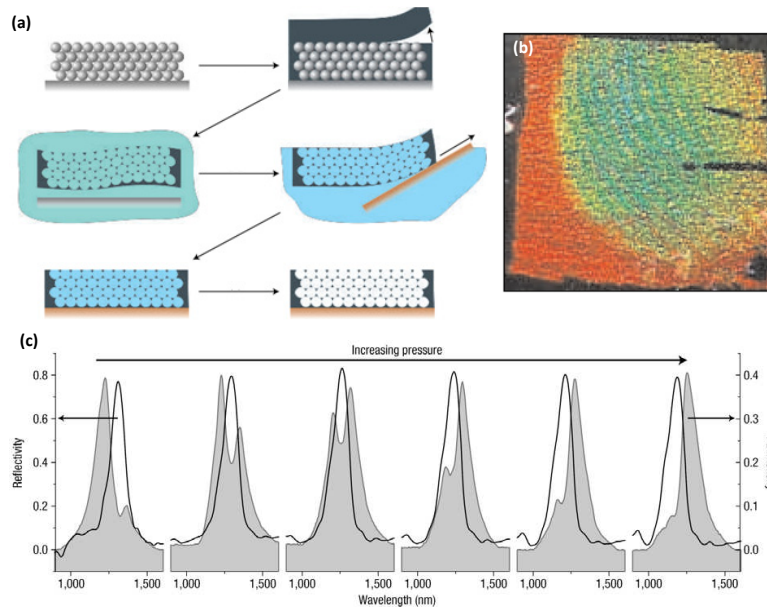 (a)
(b)
(c)
Increasing pressure
0.8
0.6
0.4
0.2
0.0
Reflectivity
0.4
0.3
0.2
0.1
0.0
1,000 1,500 1,000 1,500 1,000 1,500 1,000 1,500 1,000 1,500 1,000 1,500
Wavelength (nm)